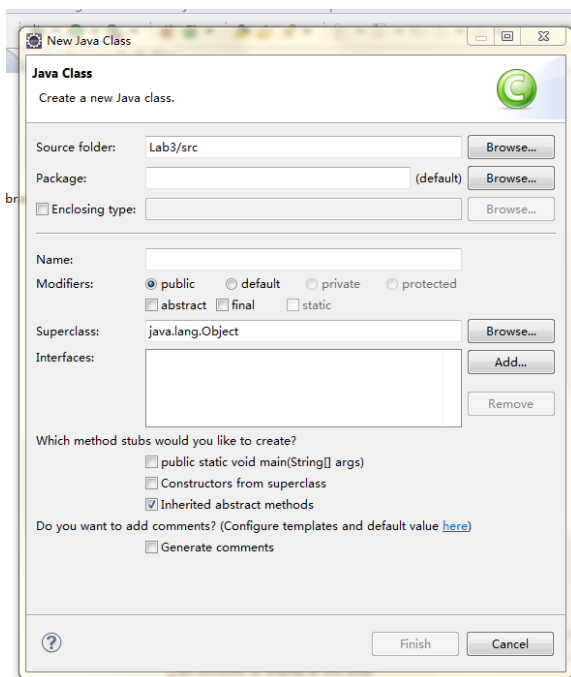 New Java Class
Java Class
Create a new Java class.
Source folder: Lab3/src Browse...
Package: (default) Browse...
br
Enclosing type: Browse...
Name:
Modifiers: public default private protected
abstract final static
Superclass: java.lang.Object Browse...
Interfaces: Add...
Remove
Which method stubs would you like to create?
public static void main(String[] args)
Constructors from superclass
Inherited abstract methods
Do you want to add comments? (Configure templates and default value here)
Generate comments
Finish Cancel